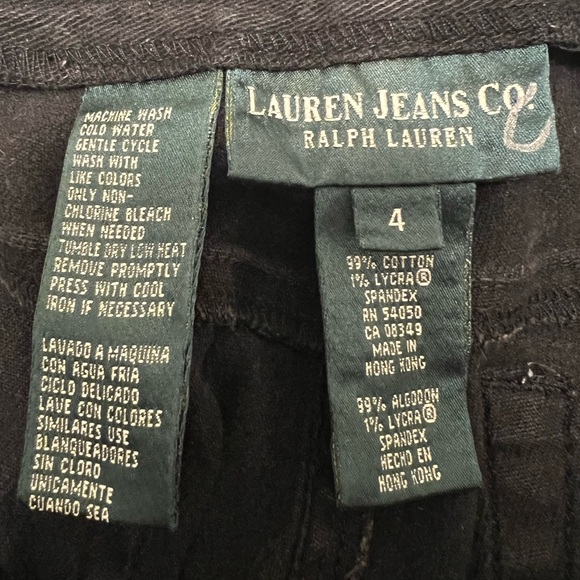 MACHINE WASH
COLD WATER
GENTLE CYCLE
WASH WITH
LIKE COLORS
ONLY NON-
CHLORINE BLEACH
WHEN NEEDED
TUMBLE DRY LOW HEAT
REMOVE PROMPTLY
PRESS WITH COOL
IRON IF NECESSARY
LAVADO A MAQUINA
CON AGUA FRIA
CICLO DELICADO
LAVE CON COLORES
SIMILARES USE
BLANQUEADORES
SIN CLORO
UNICAMENTE
CUANDO SEA
LAUREN JEANS CO.
RALPH LAUREN
4
99% COTTON
1% LYCRA®
SPANDEX
RN 54050
CA 08349
MADE IN
HONG KONG
99% ALGODON
1% LYCRA®
SPANDEX
HECHO EN
HONG KONG